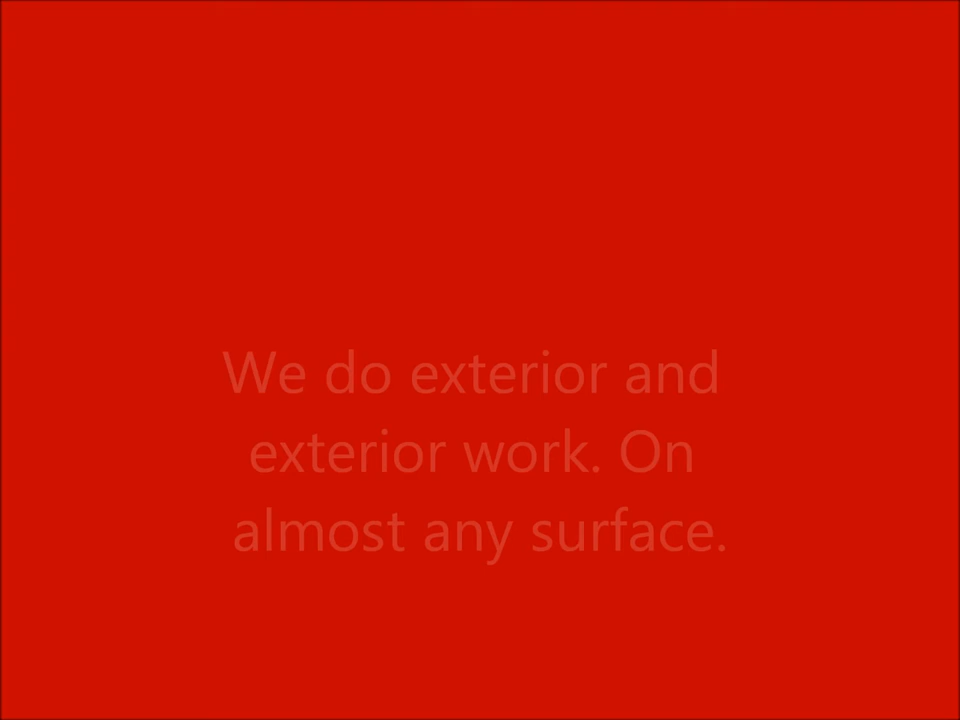 We do exterior and
exterior work. On
almost any surface.